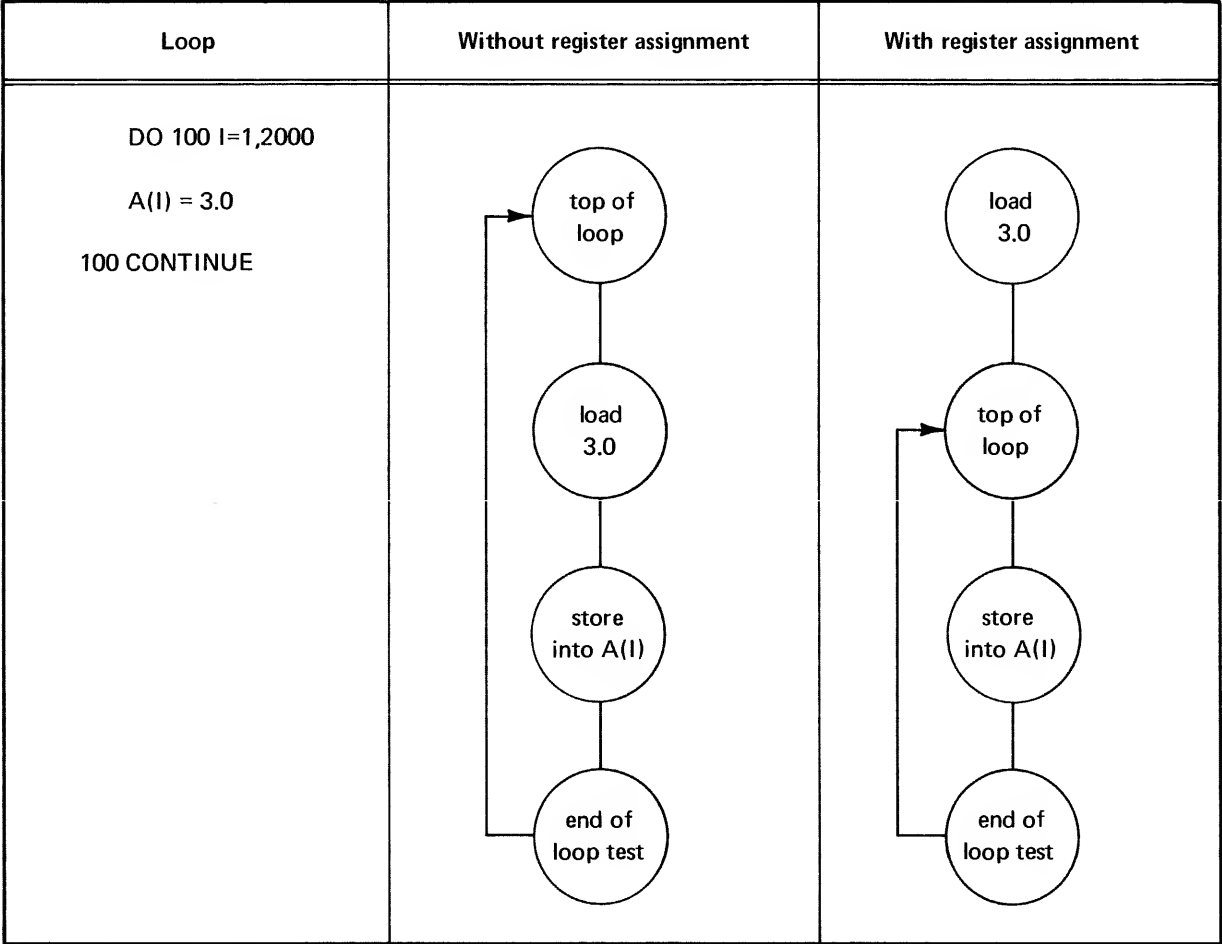 Loop
Without register assignment
With register assignment
DO 100 I=1,2000
A(I) = 3.0
100 CONTINUE
top of
loop
load
3.0
store
into A(I)
end of
loop test
load
3.0
top of
loop
store
into A(I)
end of
loop test